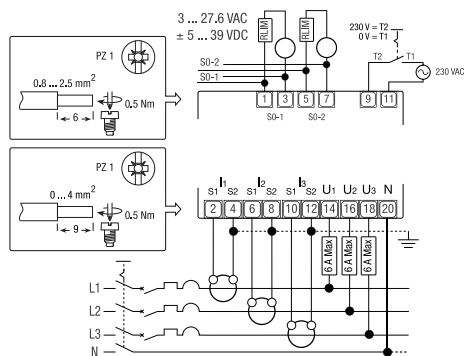 3 ... 27.6 VAC
± 5 ... 39 VDC
RLIM
RLIM
230 V = T2
0 V = T1
PZ 1
0.8 ... 2.5 mm²
0.5 Nm
6
S0-2
S0-1
T2
T1
230 VAC
1
3
5
7
9
11
S0-1
S0-2
PZ 1
0 ... 4 mm²
0.5 Nm
9
I1
I2
I3
U1
U2
U3
N
S1
S2
S1
S2
S1
S2
2
4
6
8
10
12
14
16
18
20
6 A Max
6 A Max
6 A Max
L1
L2
L3
N